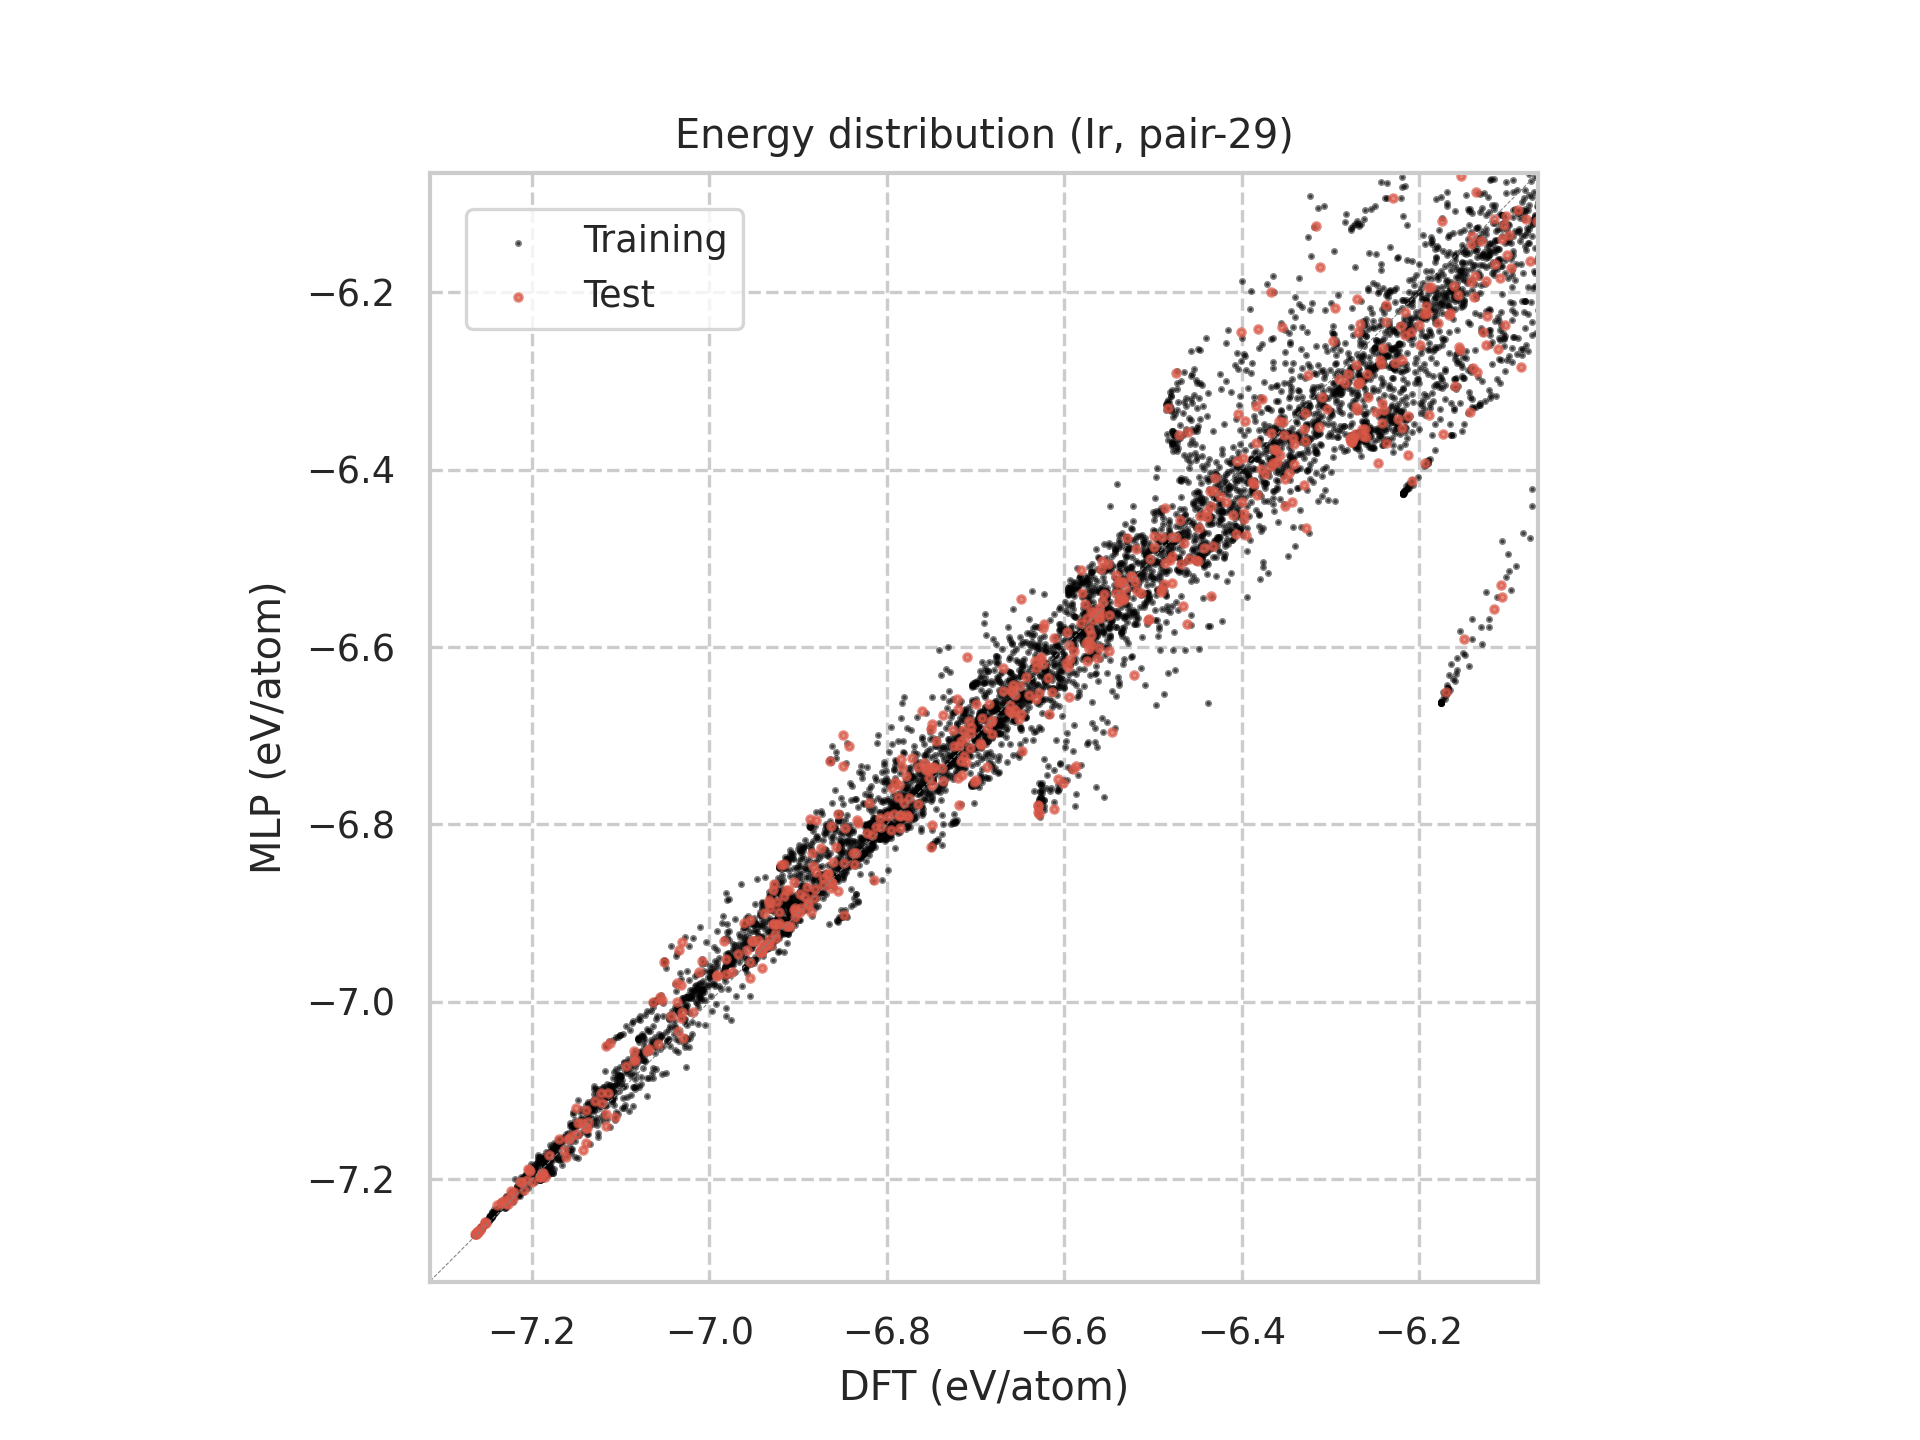 Energy distribution (Ir, pair-29)
Training
Test
MLP (eV/atom)
−6.2
−6.4
−6.6
−6.8
−7.0
−7.2
−7.2 −7.0 −6.8 −6.6 −6.4 −6.2
DFT (eV/atom)